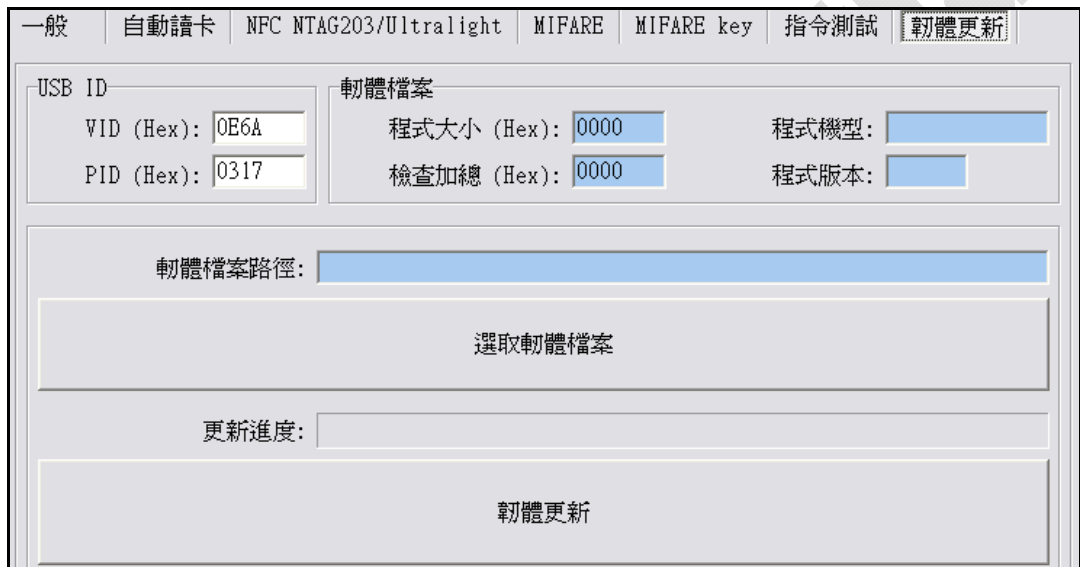 一般 自動讀卡 NFC NTAG203/Ultralight MIFARE MIFARE key 指令測試 韌體更新
USB ID 軔體檔案
VID (Hex): 0E6A 程式大小 (Hex): 0000 程式機型:
PID (Hex): 0317 檢查加總 (Hex): 0000 程式版本:
軔體檔案路徑:
選取軔體檔案
更新進度:
韌體更新